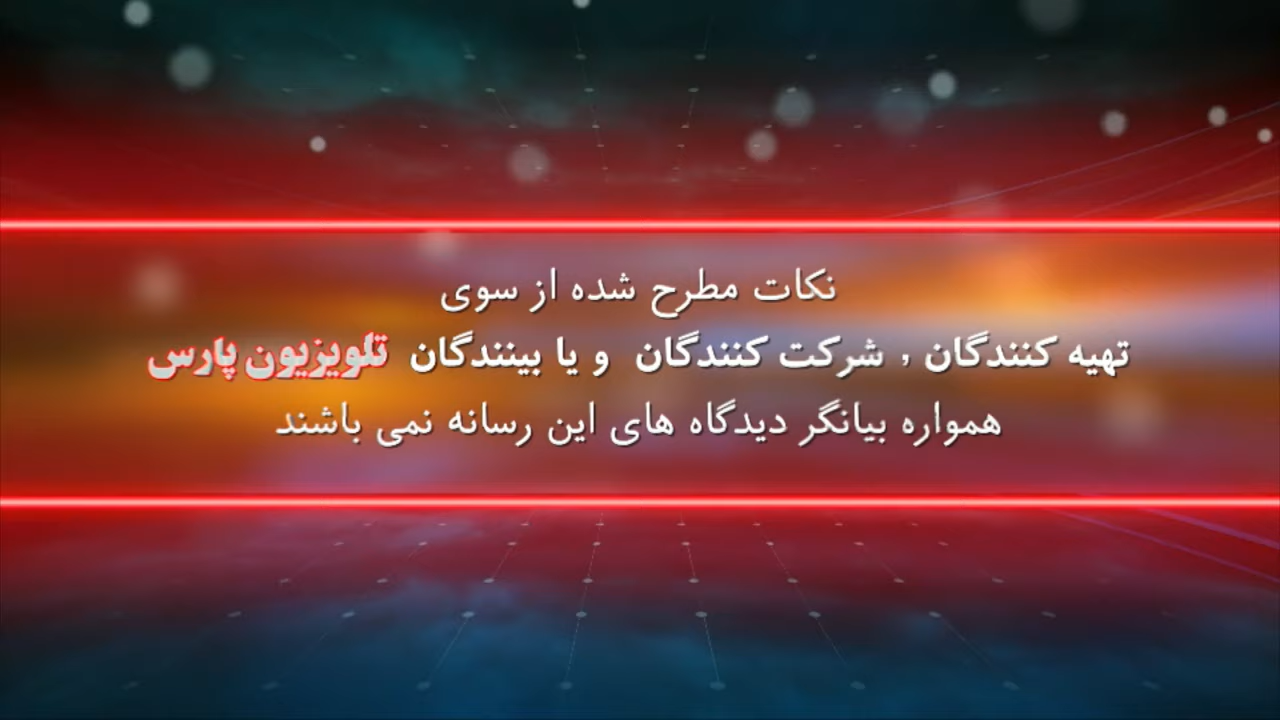 نکات مطرح شده از سوی
تهیه کنندگان , شرکت کنندگان و یا بینندگان تلویزیون پارس
همواره بیانگر دیدگاه های این رسانه نمی باشند